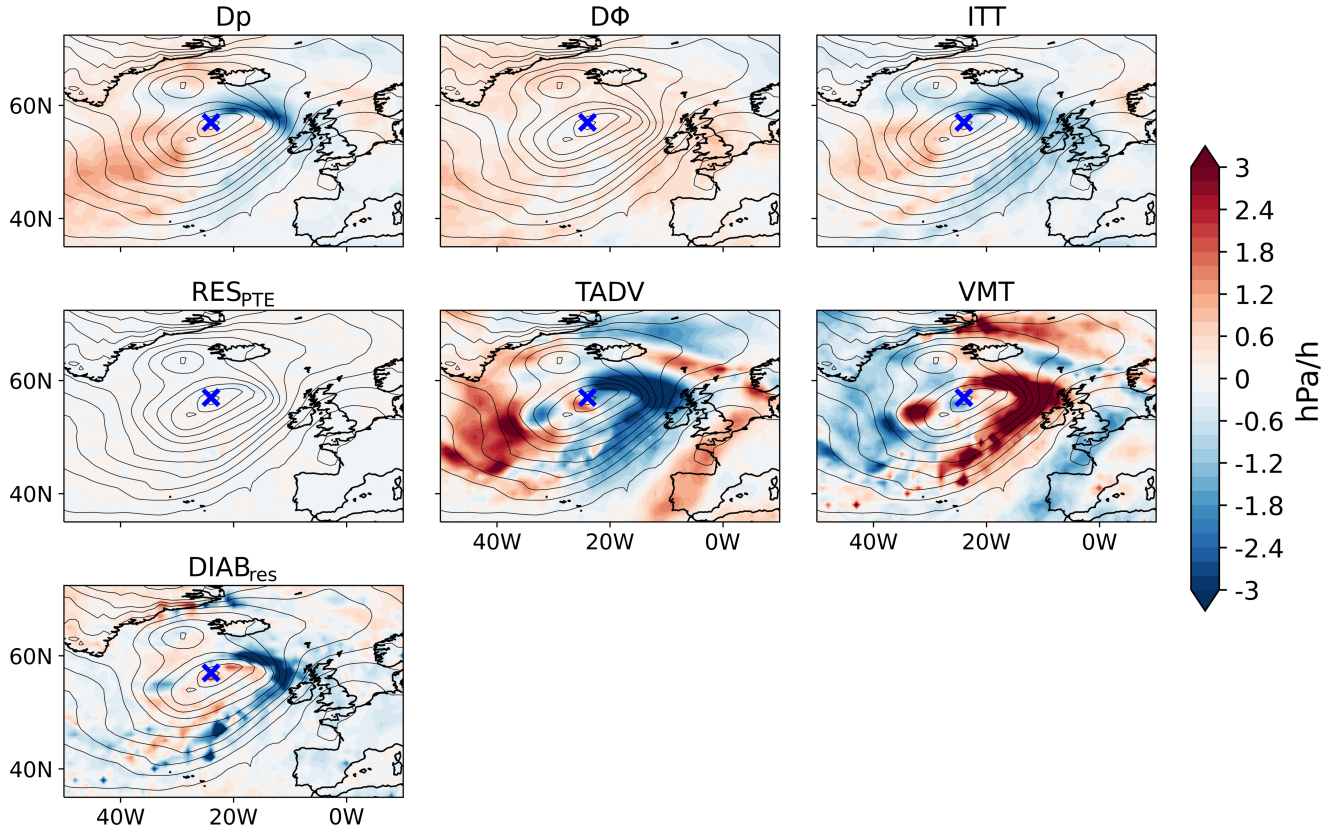 Dp DΦ ITT
60N
40N
RES_PTE TADV VMT
60N
40N
40W 20W 0W 40W 20W 0W
DIAB_res
60N
40N
40W 20W 0W
3
2.4
1.8
1.2
0.6
0
-0.6
-1.2
-1.8
-2.4
-3
hPa/h